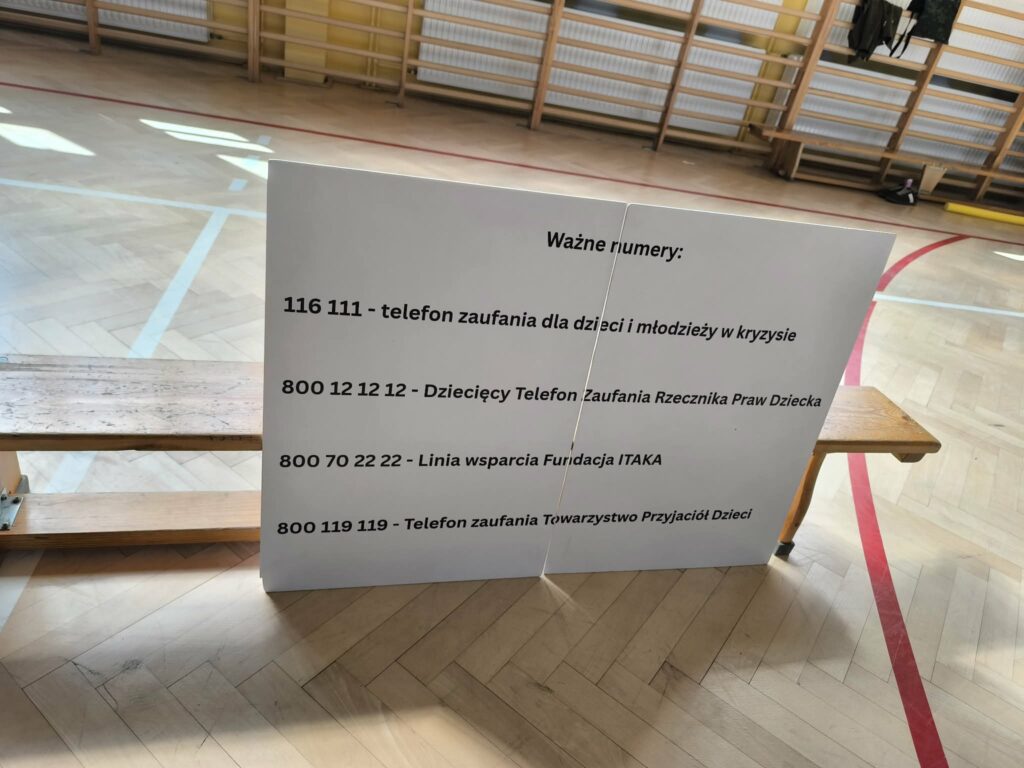 Ważne numery:
116 111 - telefon zaufania dla dzieci i młodzieży w kryzysie
800 12 12 12 - Dziecięcy Telefon Zaufania Rzecznika Praw Dziecka
800 70 22 22 - Linia wsparcia Fundacja ITAKA
800 119 119 - Telefon zaufania Towarzystwo Przyjaciół Dzieci